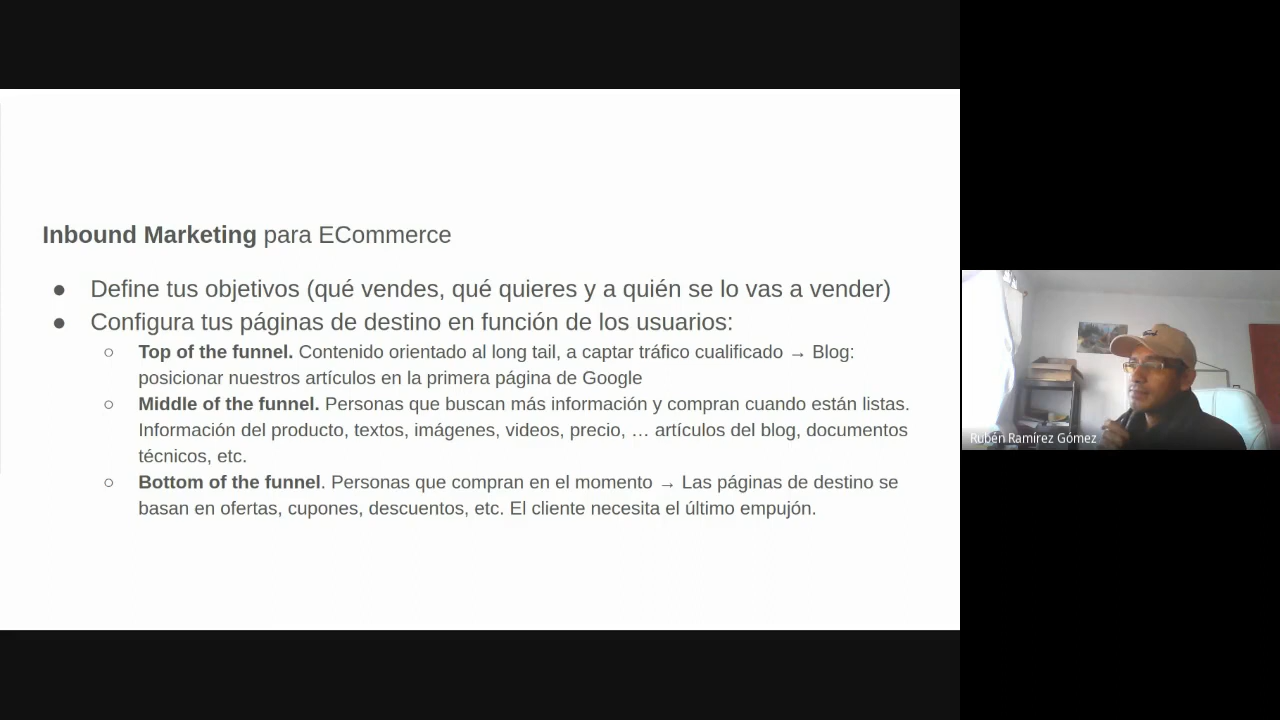 Inbound Marketing para ECommerce
● Define tus objetivos (qué vendes, qué quieres y a quién se lo vas a vender)
● Configura tus páginas de destino en función de los usuarios:
○ Top of the funnel. Contenido orientado al long tail, a captar tráfico cualificado → Blog:
posicionar nuestros artículos en la primera página de Google
○ Middle of the funnel. Personas que buscan más información y compran cuando están listas.
Información del producto, textos, imágenes, videos, precio, … artículos del blog, documentos
técnicos, etc.
○ Bottom of the funnel. Personas que compran en el momento → Las páginas de destino se
basan en ofertas, cupones, descuentos, etc. El cliente necesita el último empujón.
Rubén Ramírez Gómez